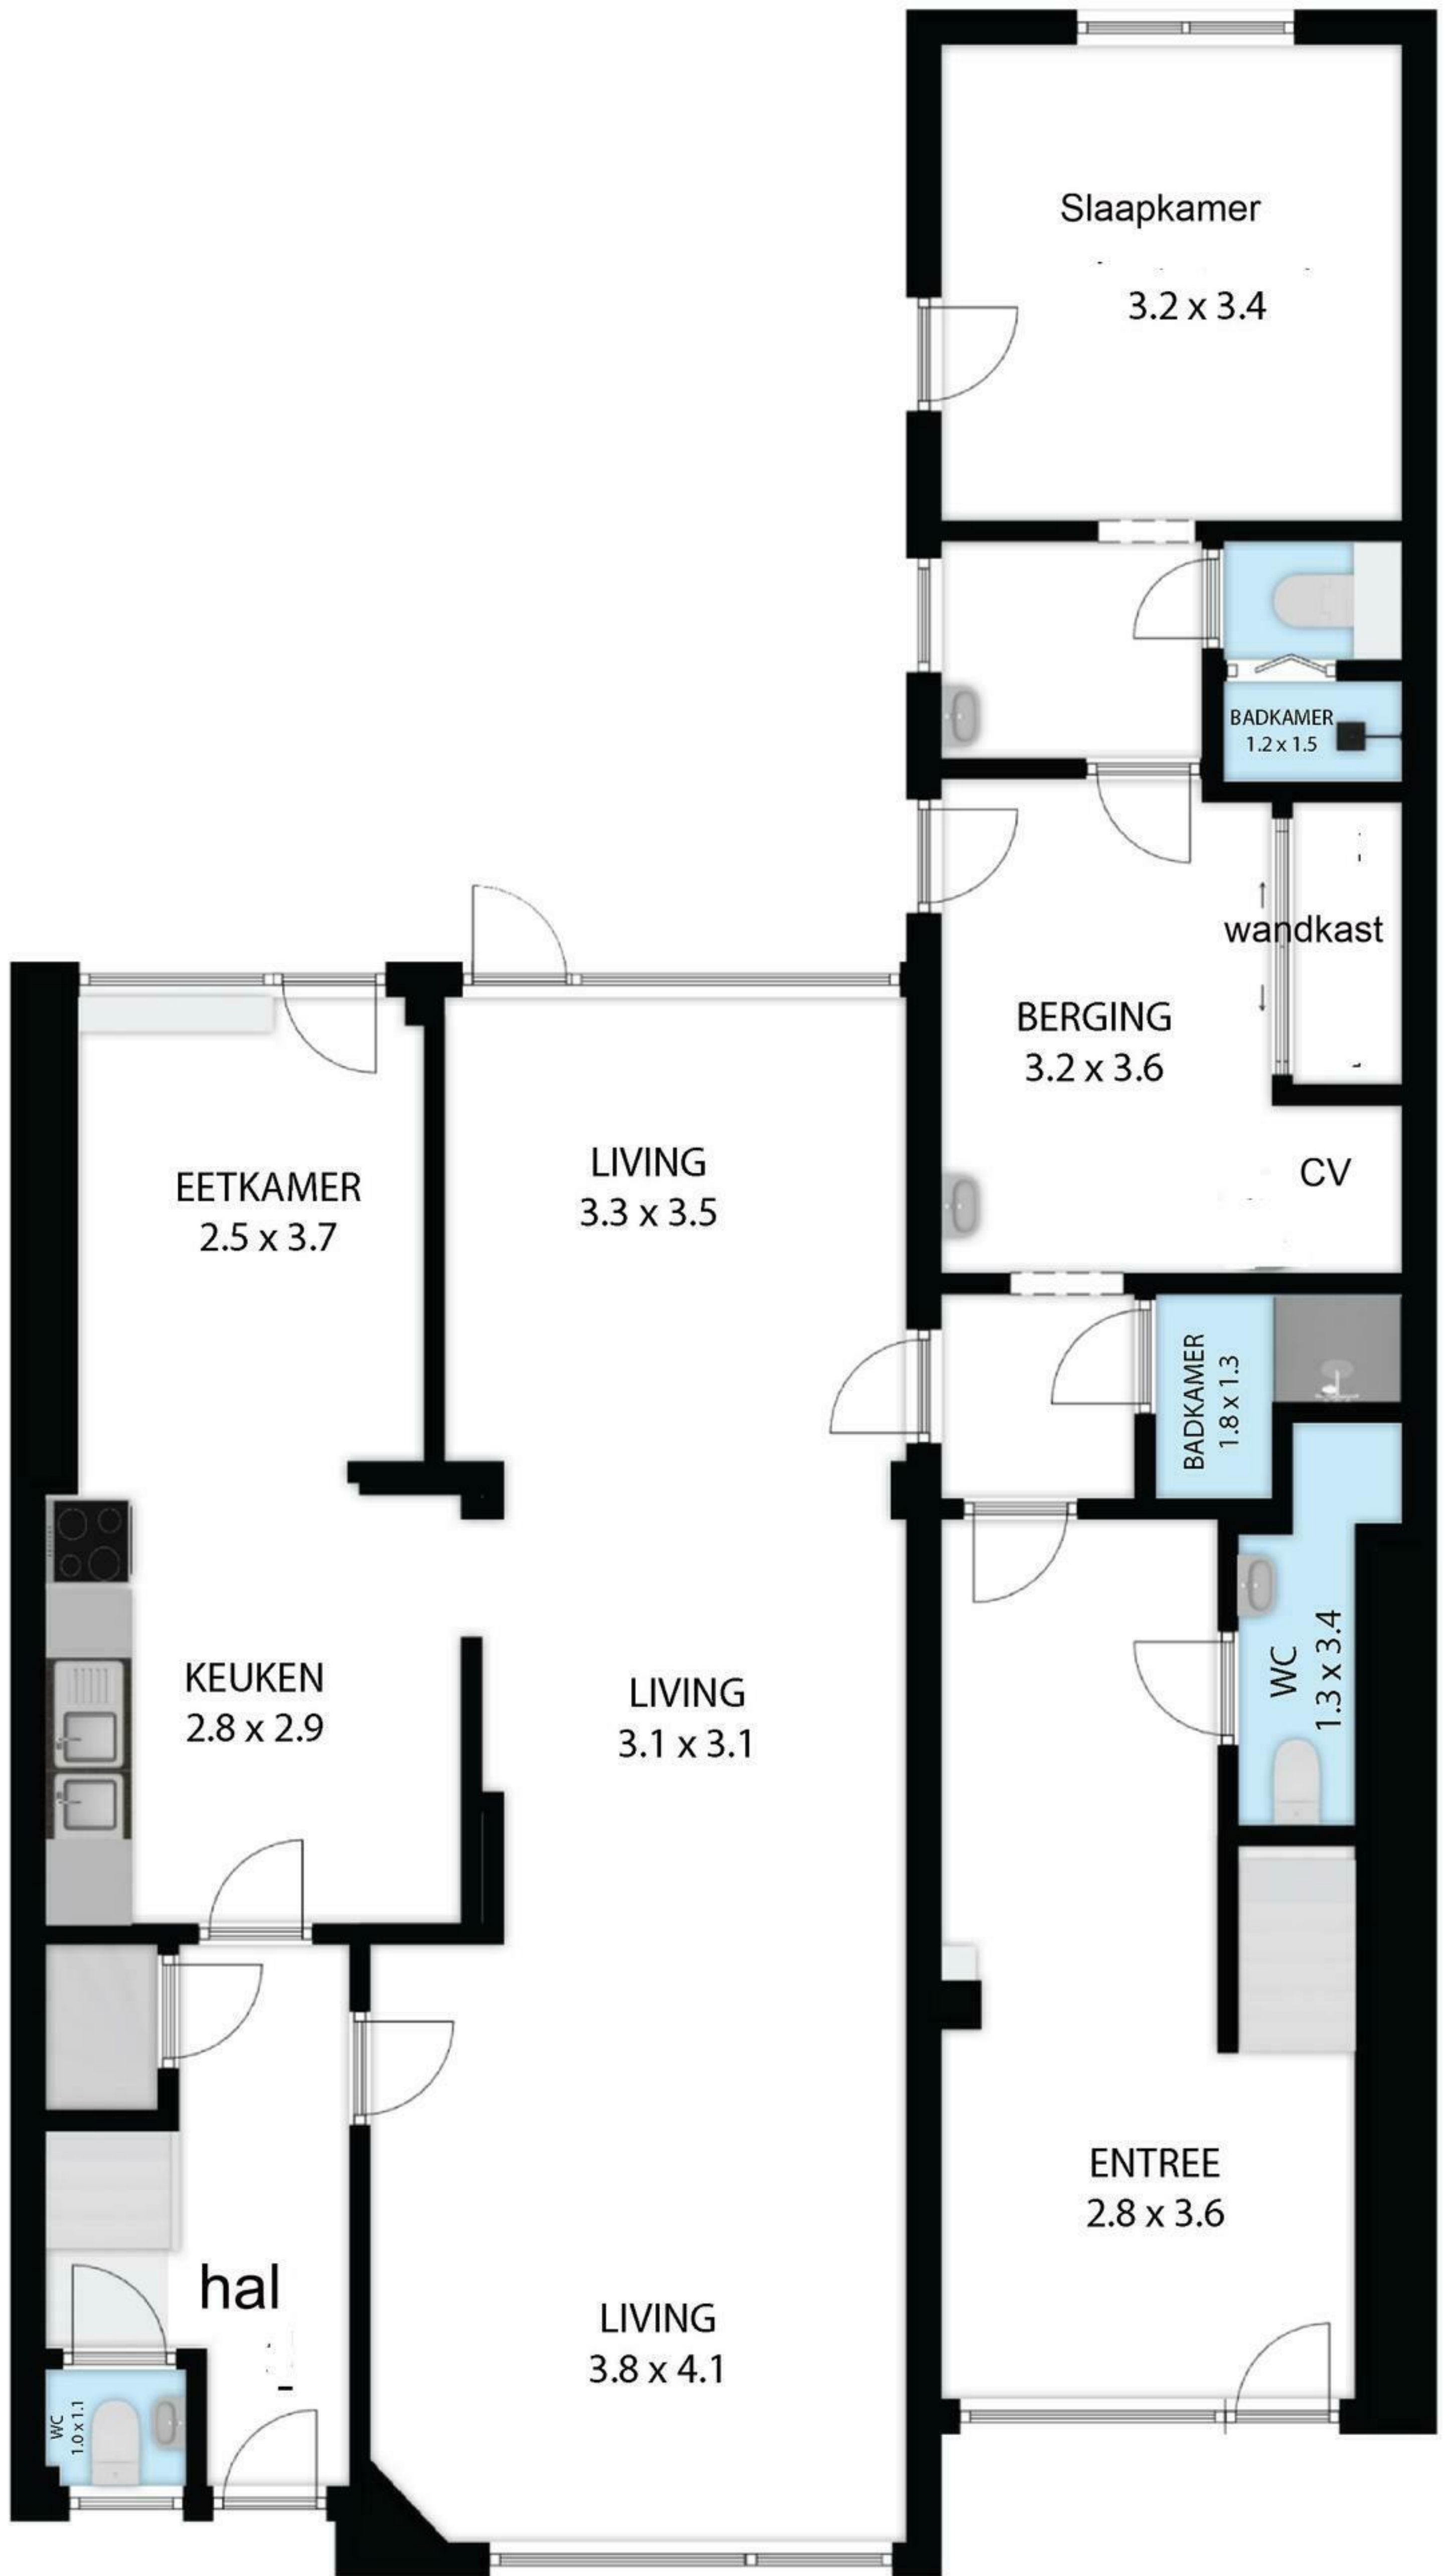 Slaapkamer
3.2 x 3.4
BADKAMER
1.2 x 1.5
wandkast
BERGING
3.2 x 3.6
CV
EETKAMER
2.5 x 3.7
LIVING
3.3 x 3.5
BADKAMER
1.8 x 1.3
KEUKEN
2.8 x 2.9
LIVING
3.1 x 3.1
WC
1.3 x 3.4
ENTREE
2.8 x 3.6
hal
LIVING
3.8 x 4.1
WC
1.0 x 1.1